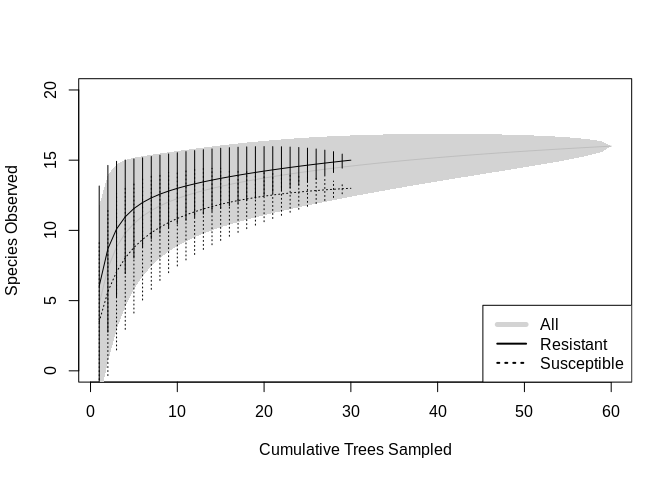 20
15
10
5
0
Species Observed
All
Resistant
Susceptible
0 10 20 30 40 50 60
Cumulative Trees Sampled